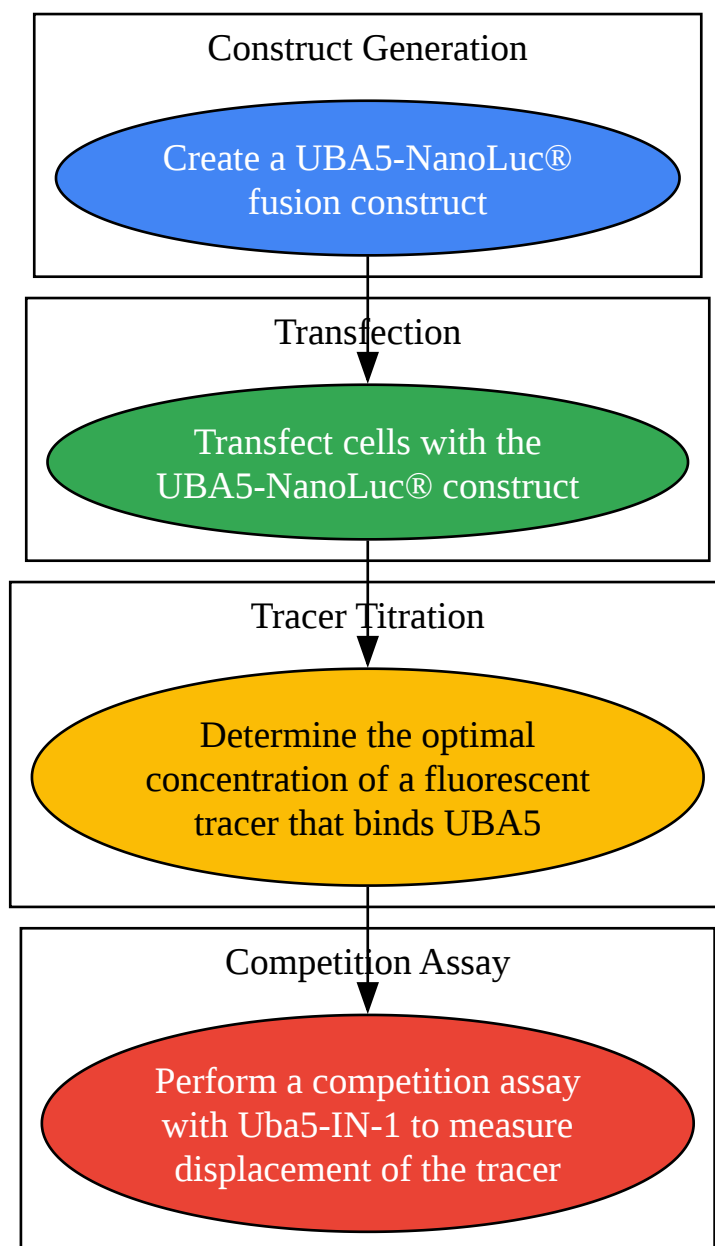 Construct Generation
Create a UBA5-NanoLuc®
fusion construct
Transfection
Transfect cells with the
UBA5-NanoLuc® construct
Tracer Titration
Determine the optimal
concentration of a fluorescent
tracer that binds UBA5
Competition Assay
Perform a competition assay
with Uba5-IN-1 to measure
displacement of the tracer